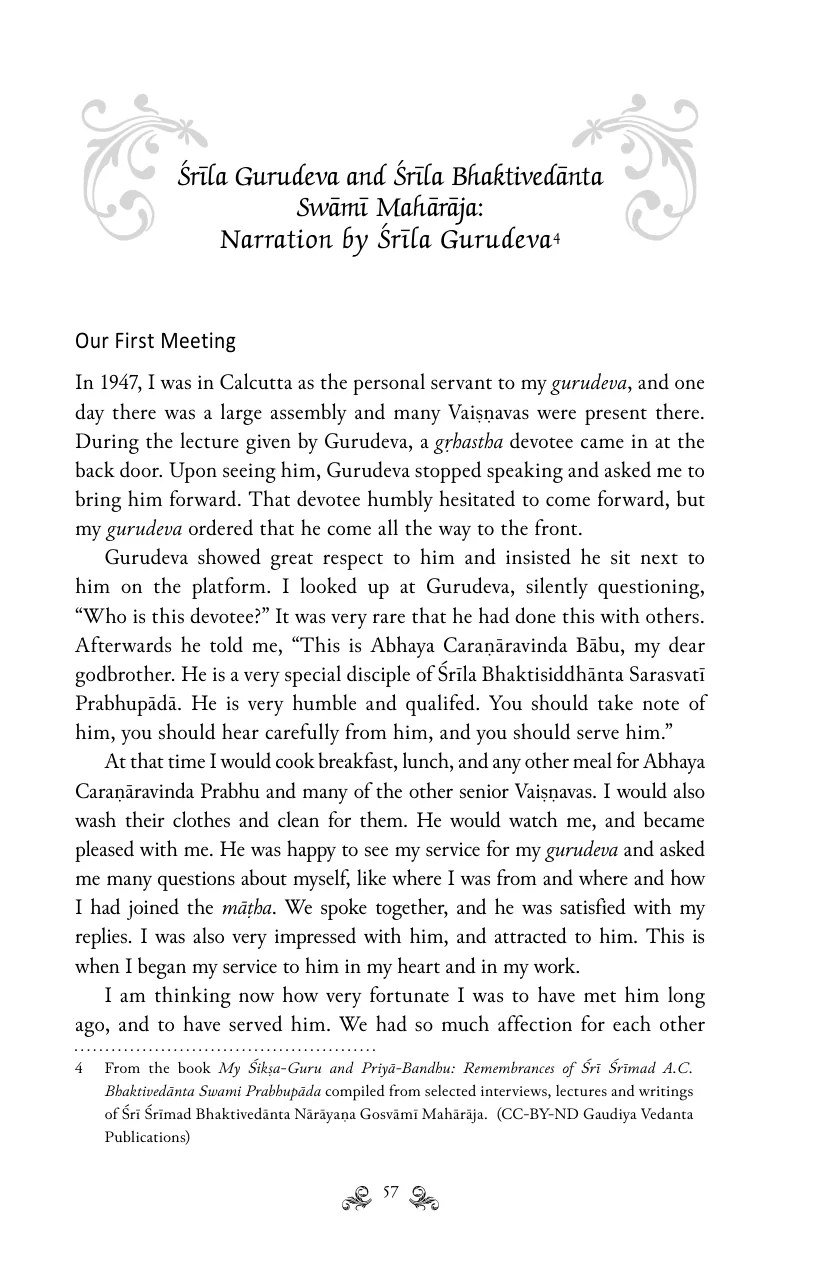 Śrīla Gurudeva and Śrīla Bhaktivedānta
Swāmī Mahārāja:
Narration by Śrīla Gurudeva4
Our First Meeting
In 1947, I was in Calcutta as the personal servant to my gurudeva, and one
day there was a large assembly and many Vaiṣṇavas were present there.
During the lecture given by Gurudeva, a gṛhastha devotee came in at the
back door. Upon seeing him, Gurudeva stopped speaking and asked me to
bring him forward. That devotee humbly hesitated to come forward, but
my gurudeva ordered that he come all the way to the front.
Gurudeva showed great respect to him and insisted he sit next to
him on the platform. I looked up at Gurudeva, silently questioning,
“Who is this devotee?” It was very rare that he had done this with others.
Afterwards he told me, “This is Abhaya Caraṇāravinda Bābu, my dear
godbrother. He is a very special disciple of Śrīla Bhaktisiddhānta Sarasvatī
Prabhupādā. He is very humble and qualifed. You should take note of
him, you should hear carefully from him, and you should serve him.”
At that time I would cook breakfast, lunch, and any other meal for Abhaya
Caraṇāravinda Prabhu and many of the other senior Vaiṣṇavas. I would also
wash their clothes and clean for them. He would watch me, and became
pleased with me. He was happy to see my service for my gurudeva and asked
me many questions about myself, like where I was from and where and how
I had joined the māṭha. We spoke together, and he was satisfied with my
replies. I was also very impressed with him, and attracted to him. This is
when I began my service to him in my heart and in my work.
I am thinking now how very fortunate I was to have met him long
ago, and to have served him. We had so much affection for each other
4 From the book My Śikṣa-Guru and Priyā-Bandhu: Remembrances of Śrī Śrīmad A.C.
Bhaktivedānta Swami Prabhupāda compiled from selected interviews, lectures and writings
of Śrī Śrīmad Bhaktivedānta Nārāyaṇa Gosvāmī Mahārāja. (CC-BY-ND Gaudiya Vedanta
Publications)
57